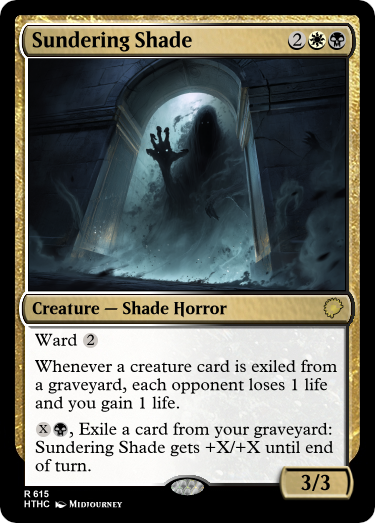 Sundering Shade 2
Creature — Shade Horror
Ward 2
Whenever a creature card is exiled from
a graveyard, each opponent loses 1 life
and you gain 1 life.
X, Exile a card from your graveyard:
Sundering Shade gets +X/+X until end
of turn.
3/3
R 615
HTHC Midjourney